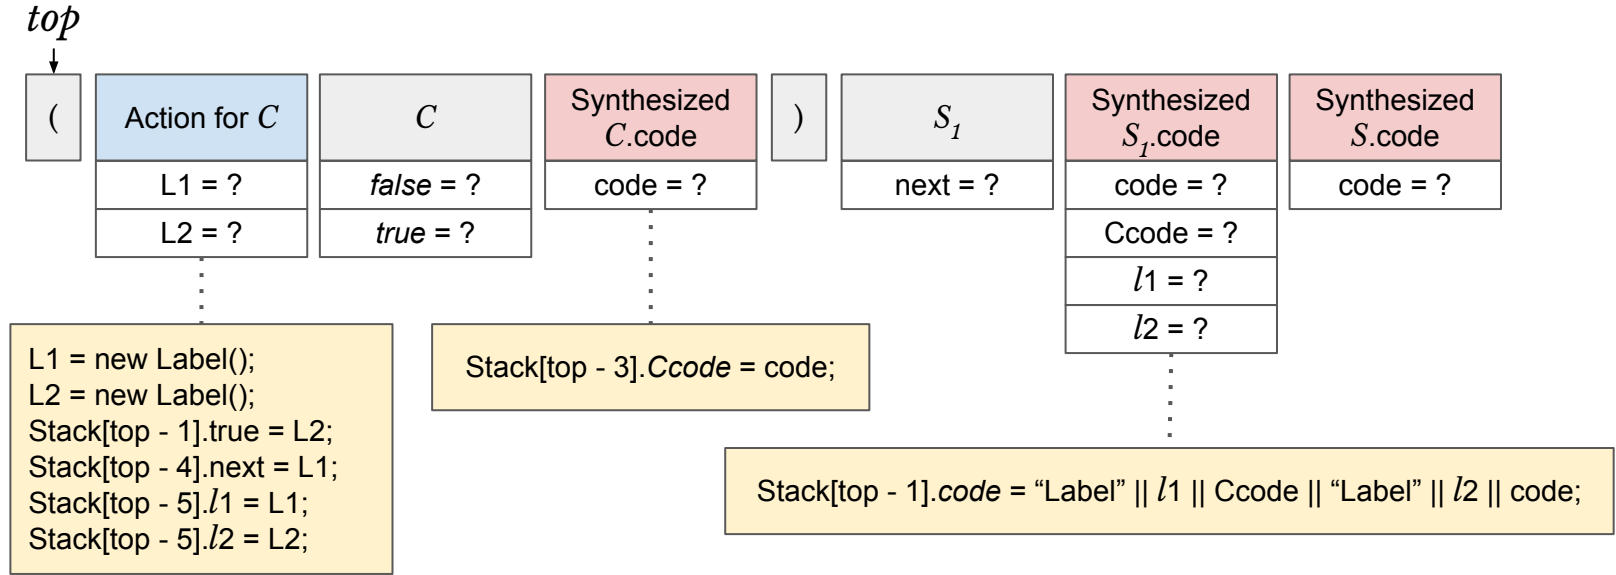 top
(
Action for C
C
Synthesized
C.code
)
S1
Synthesized
S1.code
Synthesized
S.code
L1 = ?
false = ?
code = ?
next = ?
code = ?
code = ?
L2 = ?
true = ?
Ccode = ?
l1 = ?
l2 = ?
L1 = new Label();
L2 = new Label();
Stack[top - 1].true = L2;
Stack[top - 4].next = L1;
Stack[top - 5].l1 = L1;
Stack[top - 5].l2 = L2;
Stack[top - 3].Ccode = code;
Stack[top - 1].code = “Label” || l1 || Ccode || “Label” || l2 || code;